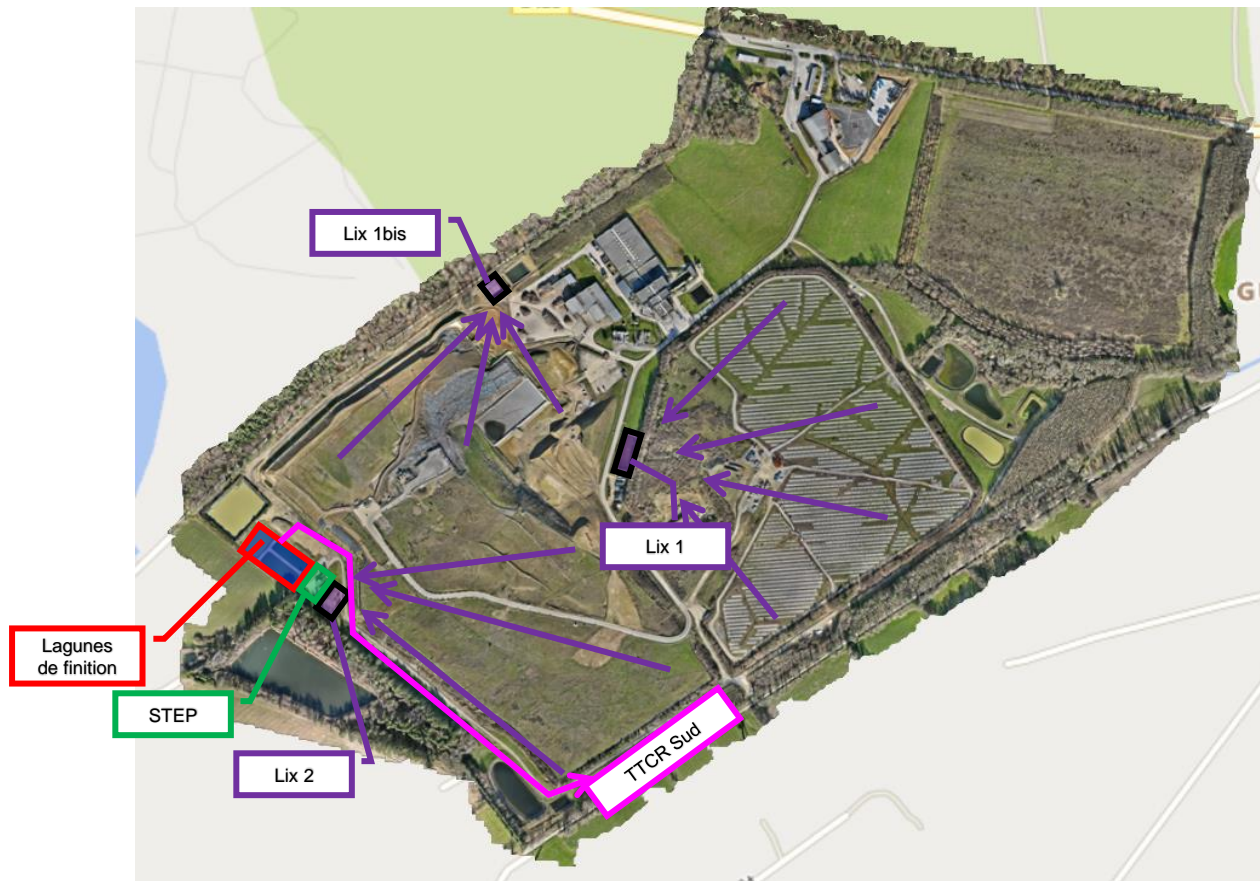 Lix 1bis
G
Lix 1
Lagunes
de finition
STEP
TTCR Sud
Lix 2